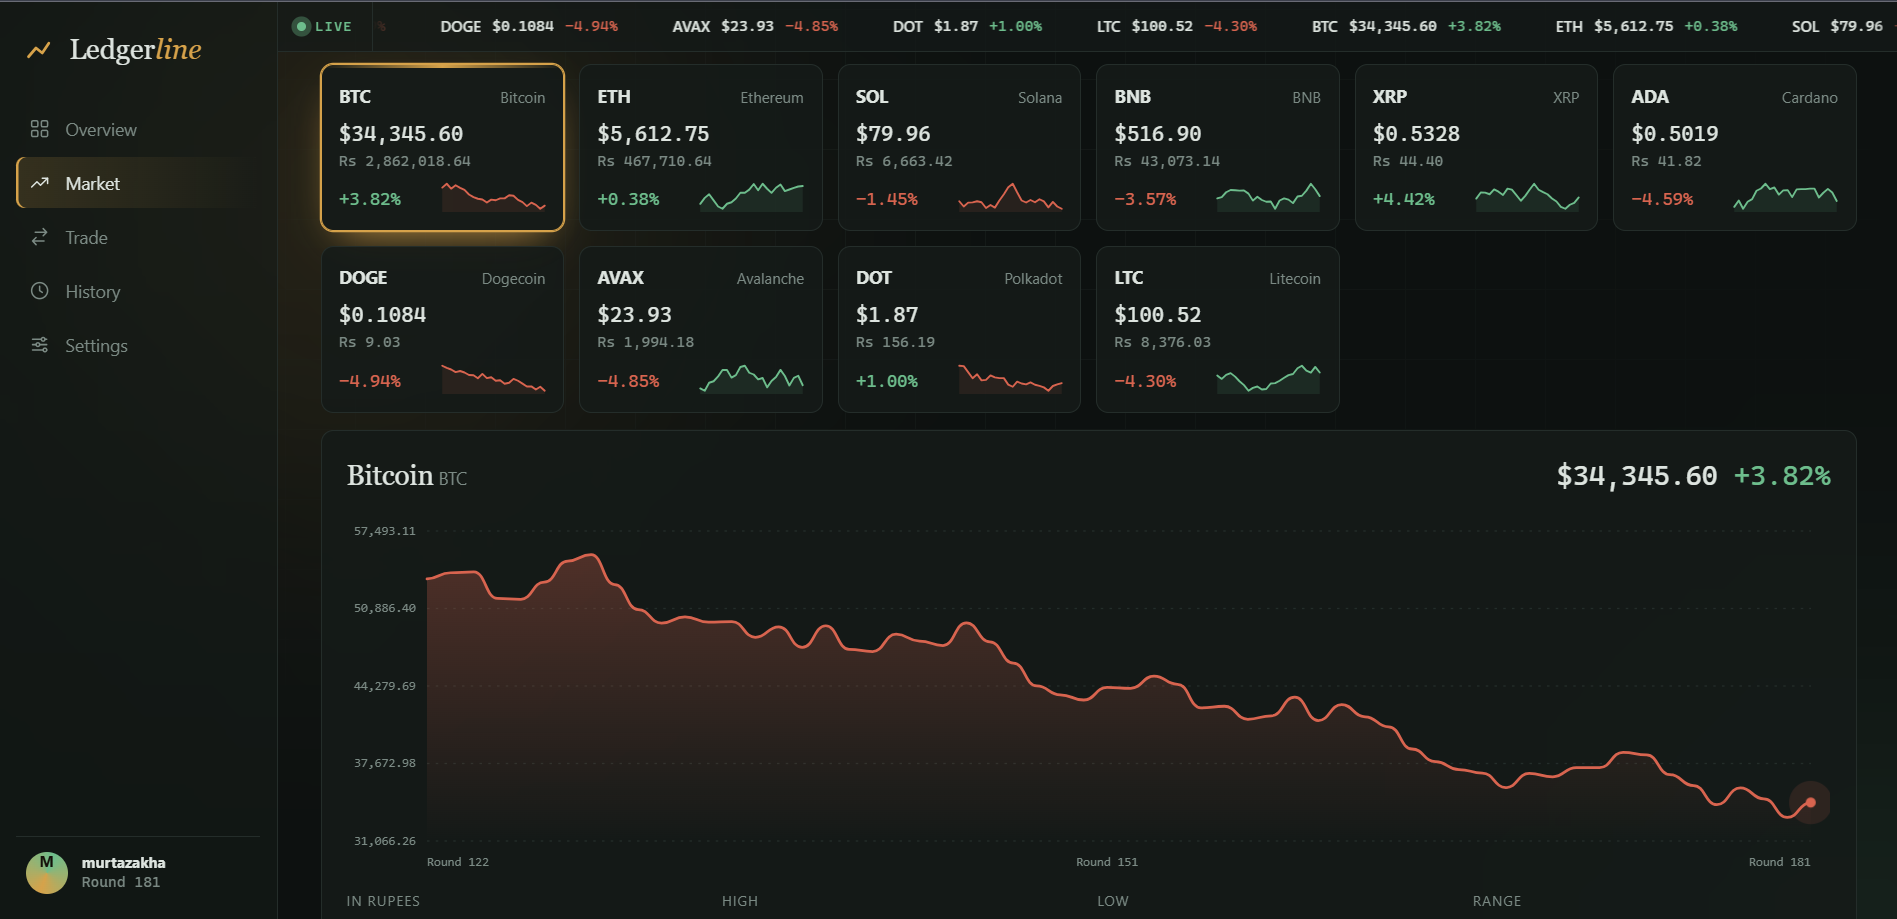 Ledgerline
Overview
Market
Trade
History
Settings
M
murtazakha
Round 181
LIVE % DOGE $0.1084 −4.94% AVAX $23.93 −4.85% DOT $1.87 +1.00% LTC $100.52 −4.30% BTC $34,345.60 +3.82% ETH $5,612.75 +0.38% SOL $79.96
BTC Bitcoin
$34,345.60
Rs 2,862,018.64
+3.82%
ETH Ethereum
$5,612.75
Rs 467,710.64
+0.38%
SOL Solana
$79.96
Rs 6,663.42
−1.45%
BNB BNB
$516.90
Rs 43,073.14
−3.57%
XRP XRP
$0.5328
Rs 44.40
+4.42%
ADA Cardano
$0.5019
Rs 41.82
−4.59%
DOGE Dogecoin
$0.1084
Rs 9.03
−4.94%
AVAX Avalanche
$23.93
Rs 1,994.18
−4.85%
DOT Polkadot
$1.87
Rs 156.19
+1.00%
LTC Litecoin
$100.52
Rs 8,376.03
−4.30%
Bitcoin BTC
$34,345.60 +3.82%
57,493.11
50,886.40
44,279.69
37,672.98
31,066.26
Round 122 Round 151 Round 181
IN RUPEES HIGH LOW RANGE